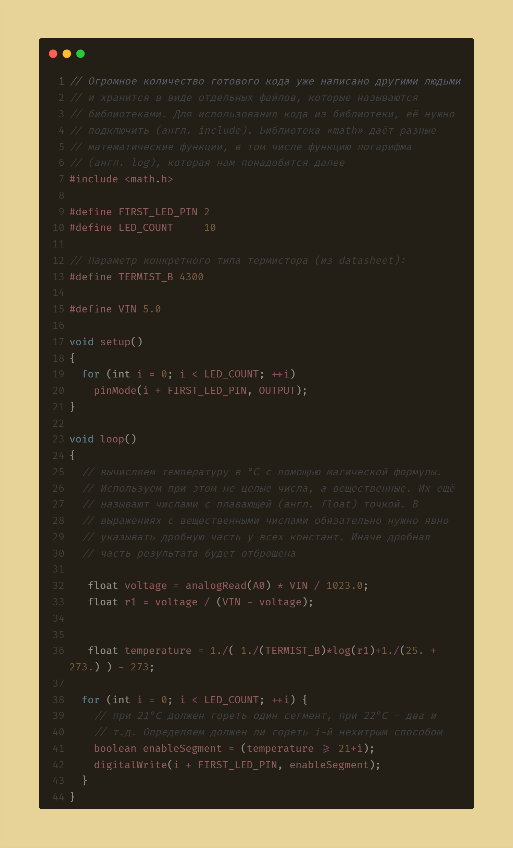 1 // Огромное количество готового кода уже написано другими людьми
2 // и хранится в виде отдельных файлов, которые называются
3 // библиотеками. Для использования кода из библиотеки, её нужно
4 // подключить (англ. include). Библиотека «math» даёт разные
5 // математические функции, в том числе функцию логарифма
6 // (англ. log), которая нам понадобится далее
7 #include <math.h>
8
9 #define FIRST_LED_PIN 2
10 #define LED_COUNT     10
11
12 // Параметр конкретного типа термистора (из datasheet):
13 #define TERMIST_B 4300
14
15 #define VIN 5.0
16
17 void setup()
18 {
19   for (int i = 0; i < LED_COUNT; ++i)
20     pinMode(i + FIRST_LED_PIN, OUTPUT);
21 }
22
23 void loop()
24 {
25   // вычисляем температуру в °С с помощью магической формулы.
26   // Используем при этом не целые числа, а вещественные. Их ещё
27   // называют числами с плавающей (англ. float) точкой. В
28   // выражениях с вещественными числами обязательно нужно явно
29   // указывать дробную часть у всех констант. Иначе дробная
30   // часть результата будет отброшена
31
32    float voltage = analogRead(A0) * VIN / 1023.0;
33    float r1 = voltage / (VIN - voltage);
34
35
36    float temperature = 1./( 1./(TERMIST_B)*log(r1)+1./(25. +
273.) ) - 273;
37
38   for (int i = 0; i < LED_COUNT; ++i) {
39     // при 21°С должен гореть один сегмент, при 22°С - два и
40     // т.д. Определяем должен ли гореть i-й нехитрым способом
41     boolean enableSegment = (temperature >= 21+i);
42     digitalWrite(i + FIRST_LED_PIN, enableSegment);
43   }
44 }